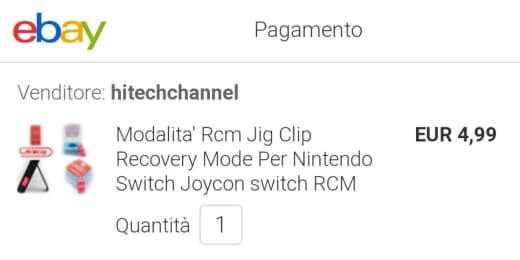 ebay
Pagamento
Venditore: hitechchannel
Modalita' Rcm Jig Clip
EUR 4,99
Recovery Mode Per Nintendo
Switch Joycon switch RCM
Quantità 1